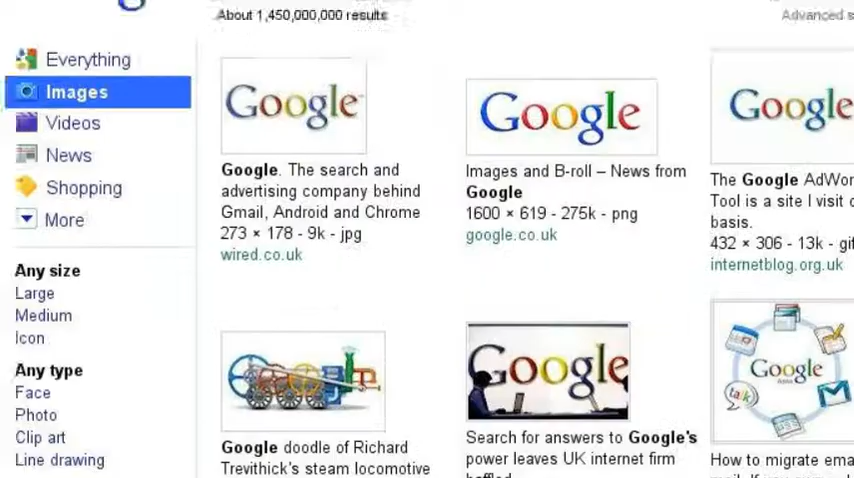 About 1,450,000,000 results
Advanced s
Everything
Images
Videos
News
Shopping
More
Any size
Large
Medium
Icon
Any type
Face
Photo
Clip art
Line drawing
Google
Google. The search and
advertising company behind
Gmail, Android and Chrome
273 × 178 - 9k - jpg
wired.co.uk
Google
Images and B-roll – News from
Google
1600 × 619 - 275k - png
google.co.uk
Google
The Google AdWor
Tool is a site I visit o
basis.
432 × 306 - 13k - gif
internetblog.org.uk
Google doodle of Richard
Trevithick's steam locomotive
Google
Search for answers to Google's
power leaves UK internet firm
baffled
Google
talk
How to migrate ema